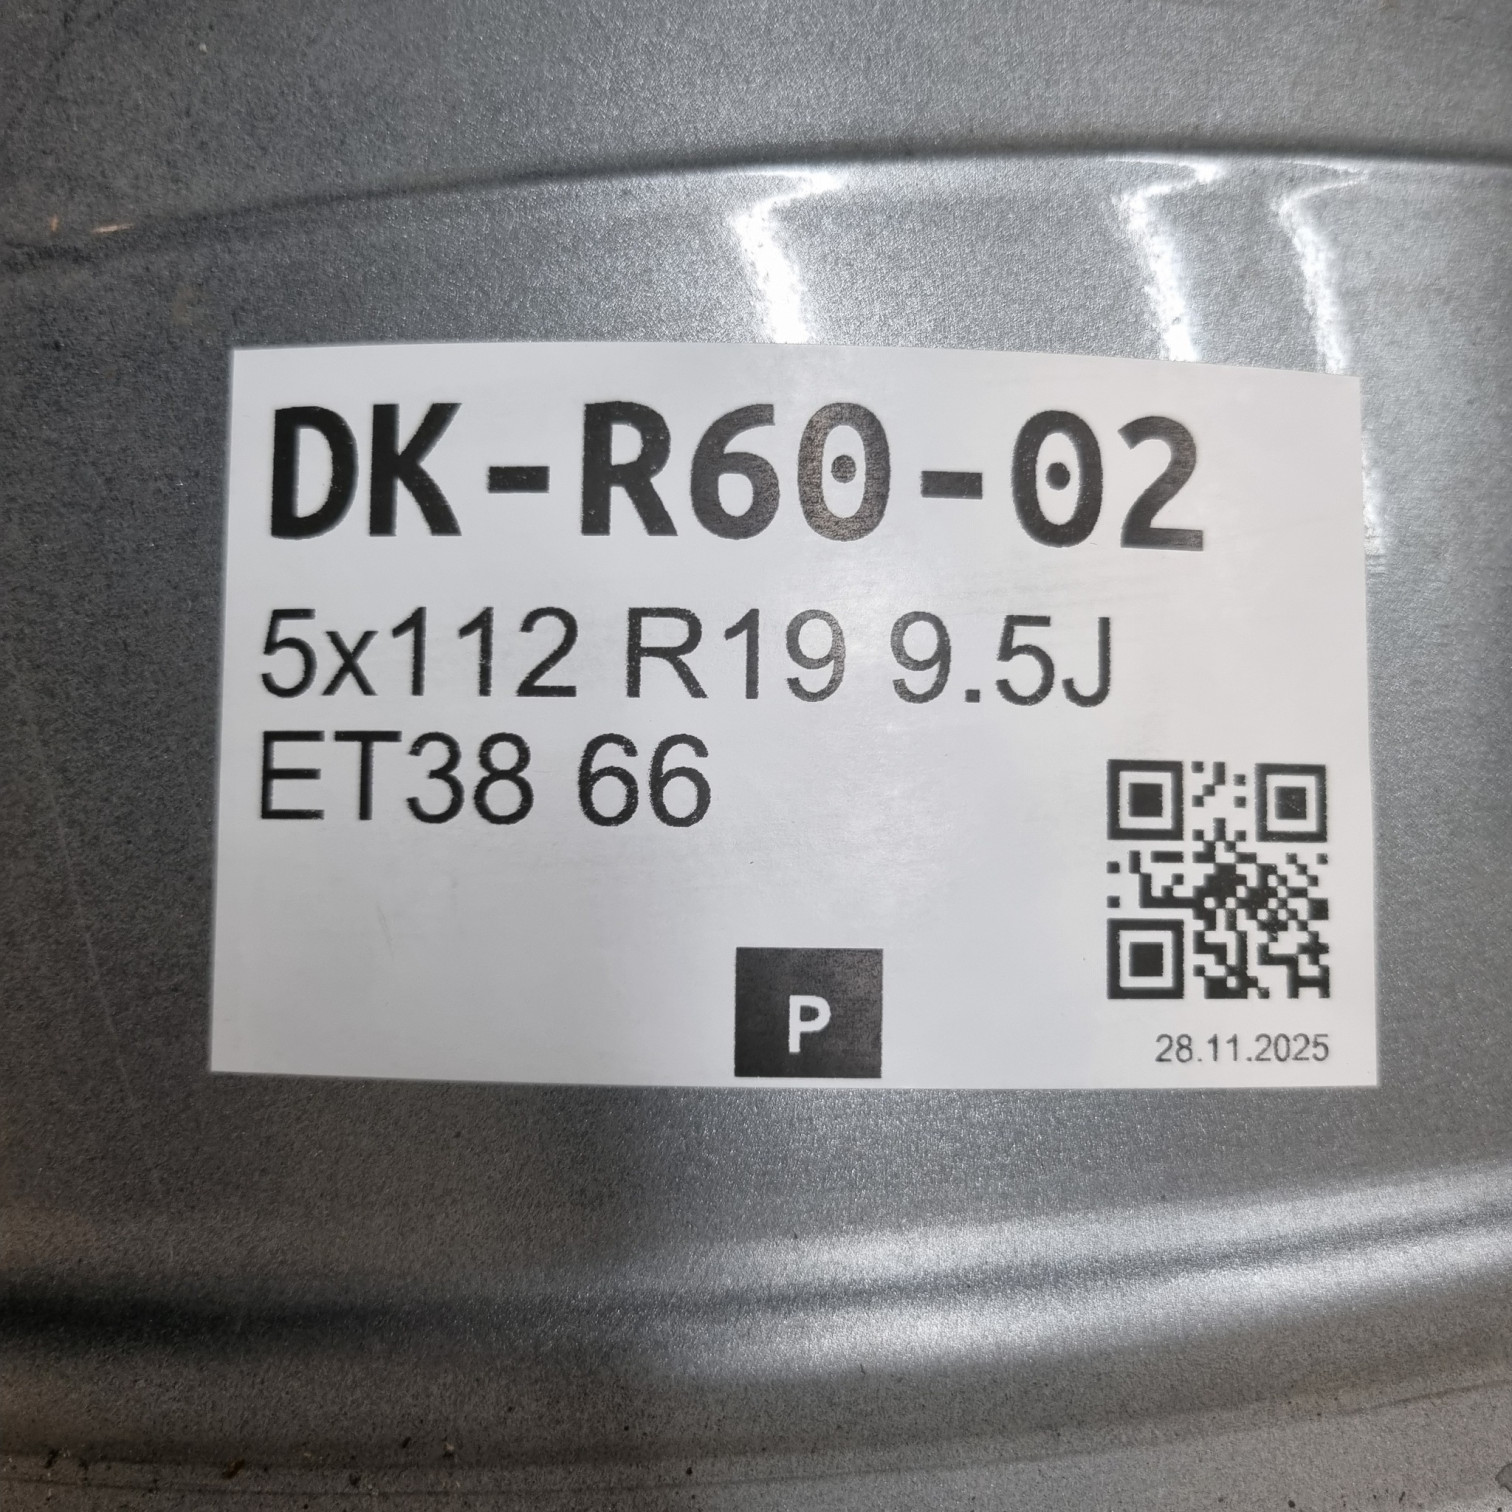 DK-R60-02
5x112 R19 9.5J
ET38 66
P
28.11.2025